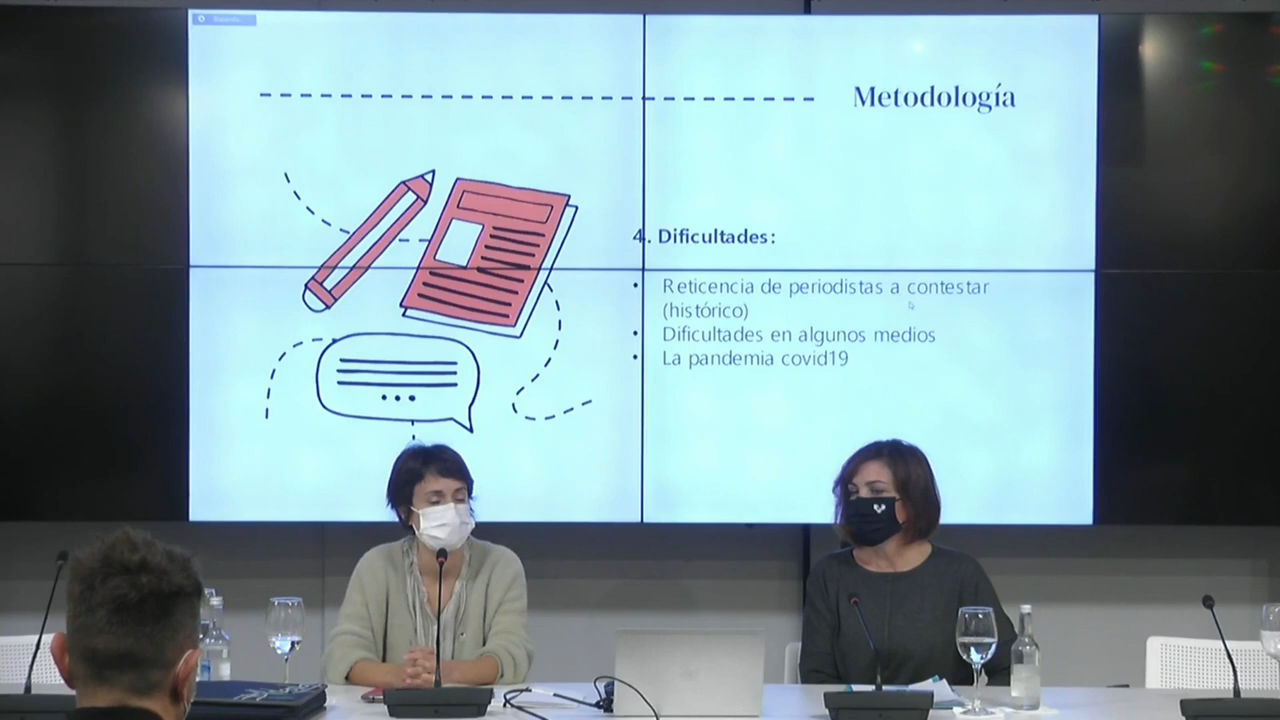 Metodología
4. Dificultades:
• Reticencia de periodistas a contestar
(histórico)
• Dificultades en algunos medios
• La pandemia covid19